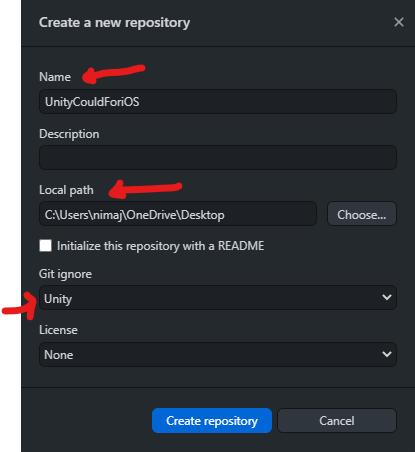 Create a new repository
Name
UnityCouldForiOS
Description
Local path
C:\Users\nimaj\OneDrive\Desktop
Choose...
Initialize this repository with a README
Git ignore
Unity
License
None
Create repository
Cancel